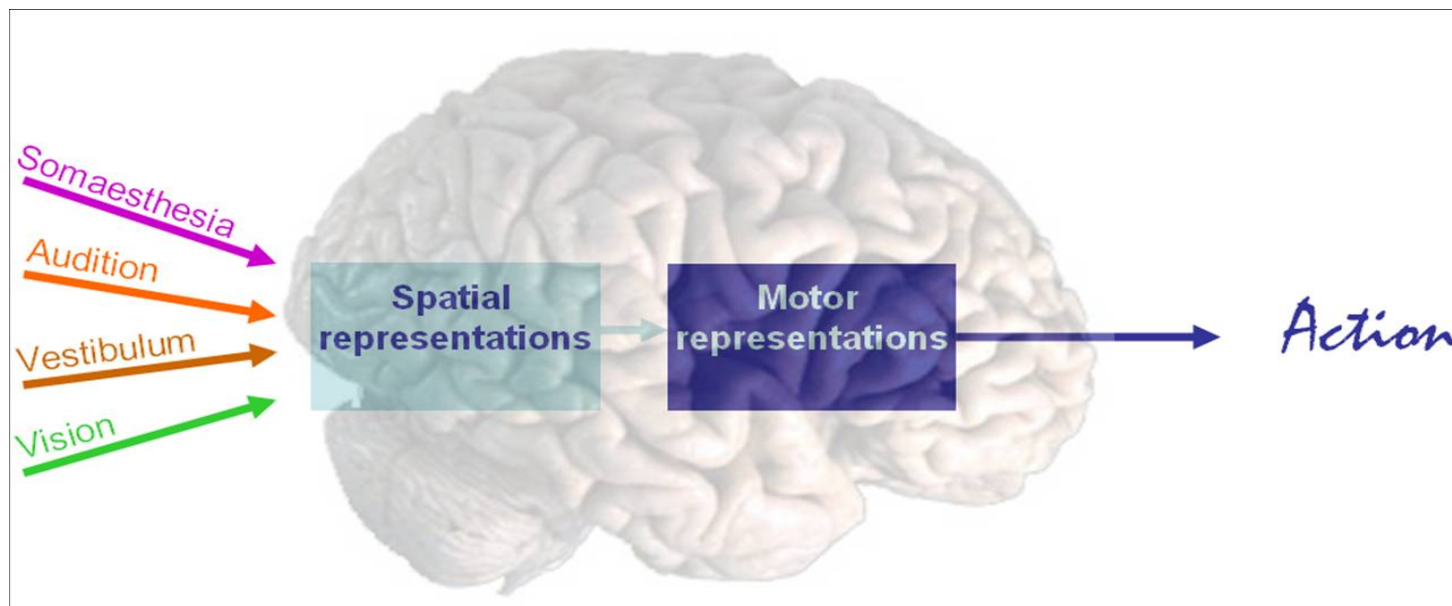 Somaesthesia
Audition
Vestibulum
Vision
Spatial
representations
Motor
representations
Action